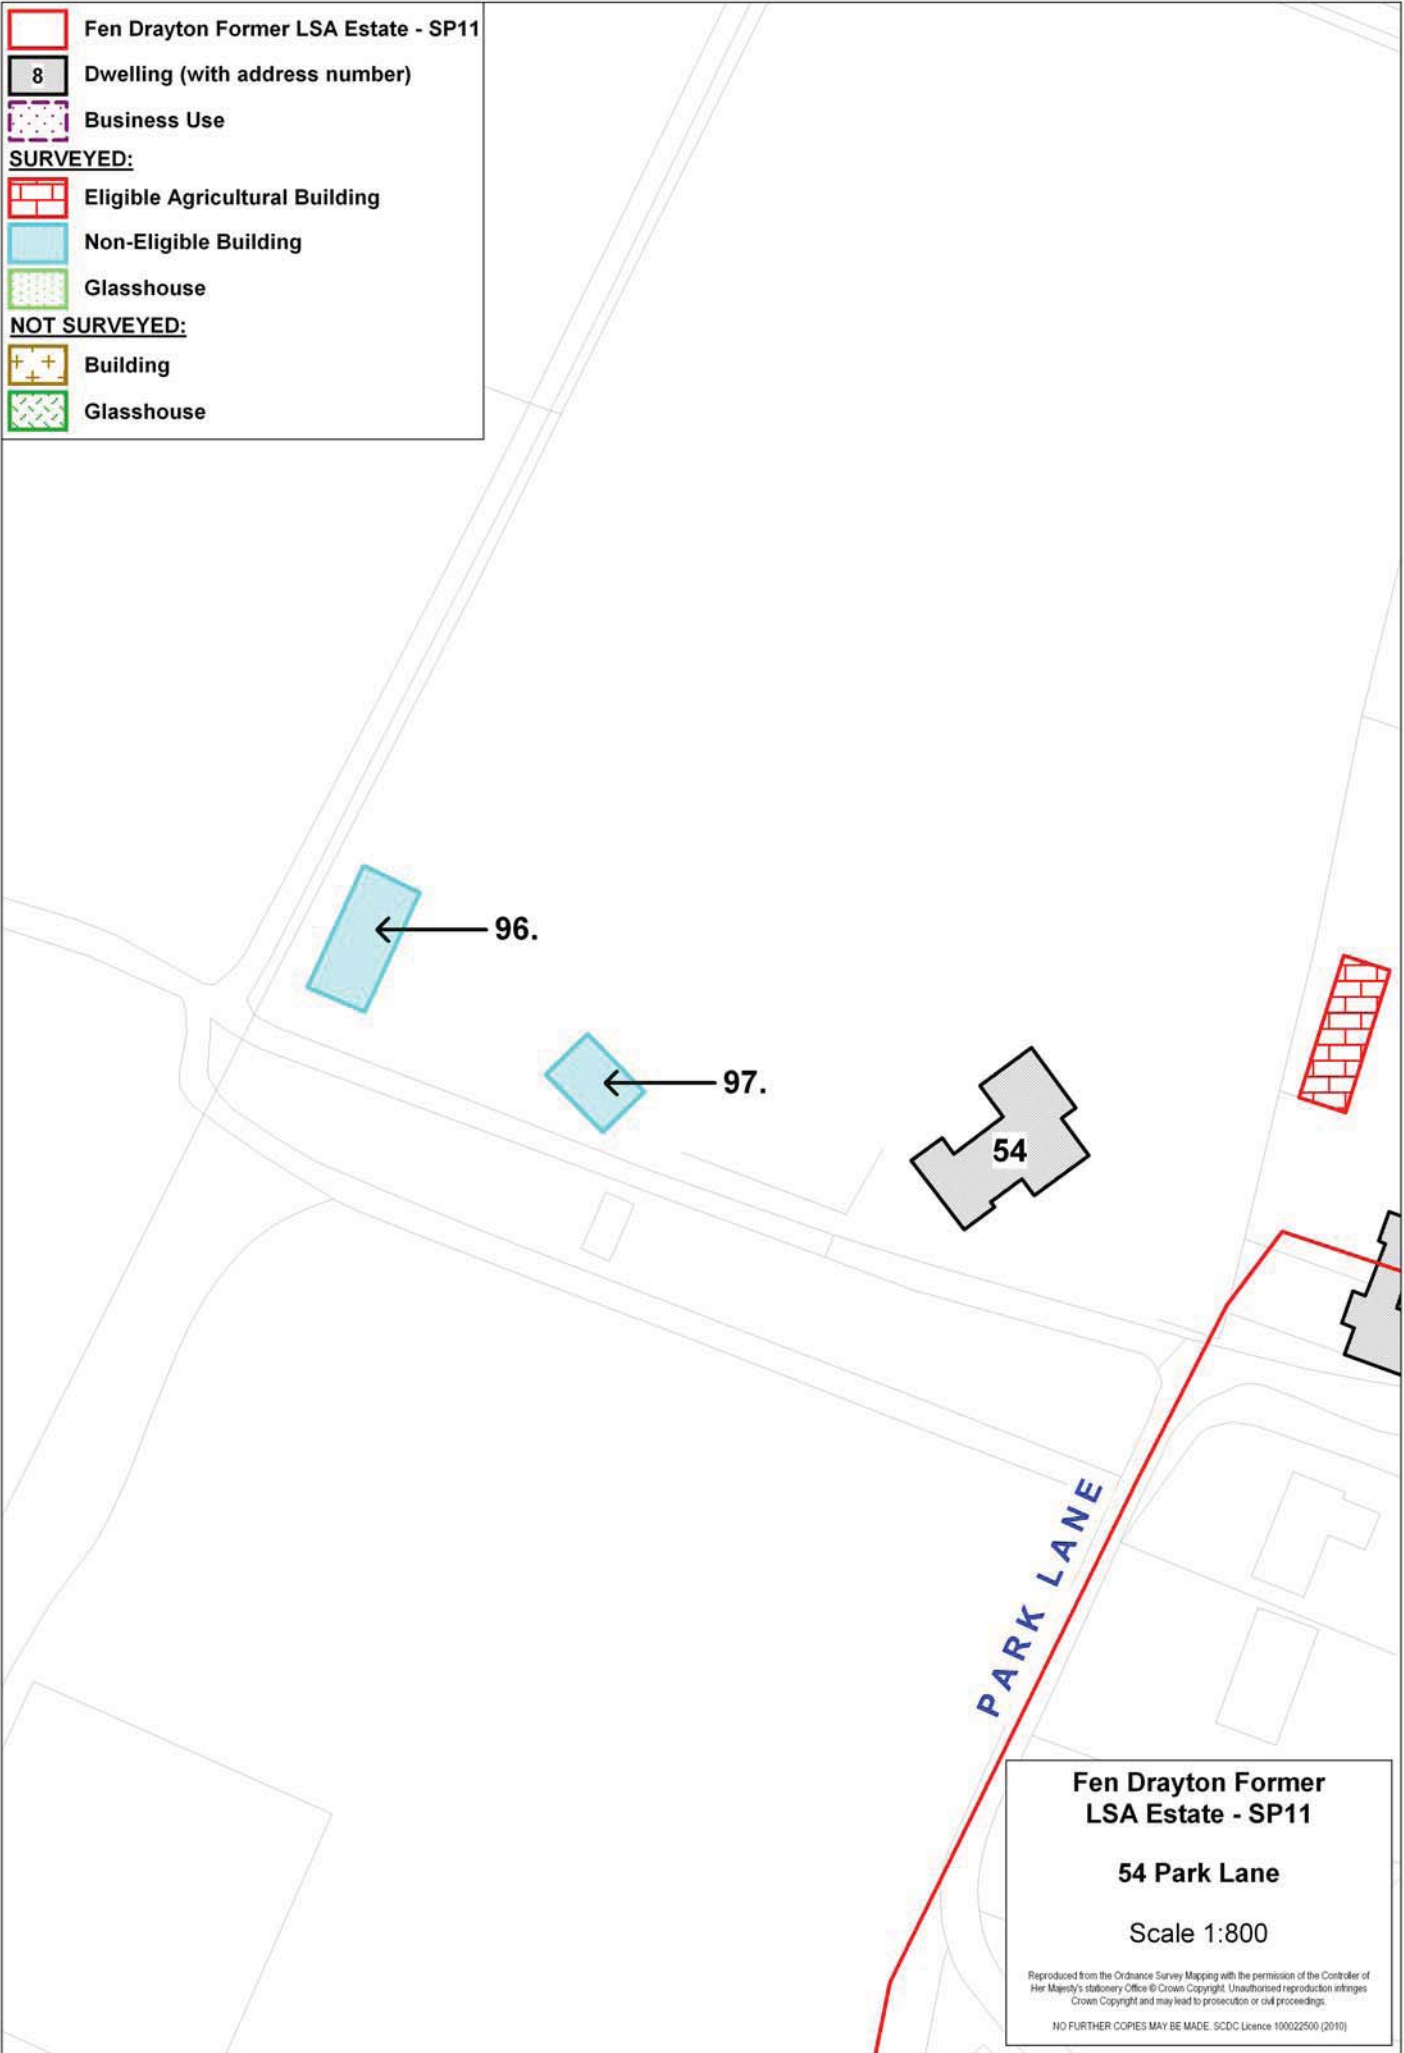 Fen Drayton Former LSA Estate - SP11
8
Dwelling (with address number)
Business Use
SURVEYED:
Eligible Agricultural Building
Non-Eligible Building
Glasshouse
NOT SURVEYED:
Building
Glasshouse
96.
97.
54
PARK LANE
Fen Drayton Former
LSA Estate - SP11
54 Park Lane
Scale 1:800
Reproduced from the Ordnance Survey Mapping with the permission of the Controller of
Her Majesty's stationery Office © Crown Copyright. Unauthorised reproduction infringes
Crown Copyright and may lead to prosecution or civil proceedings.
NO FURTHER COPIES MAY BE MADE. SCDC Licence 100022500 (2010)